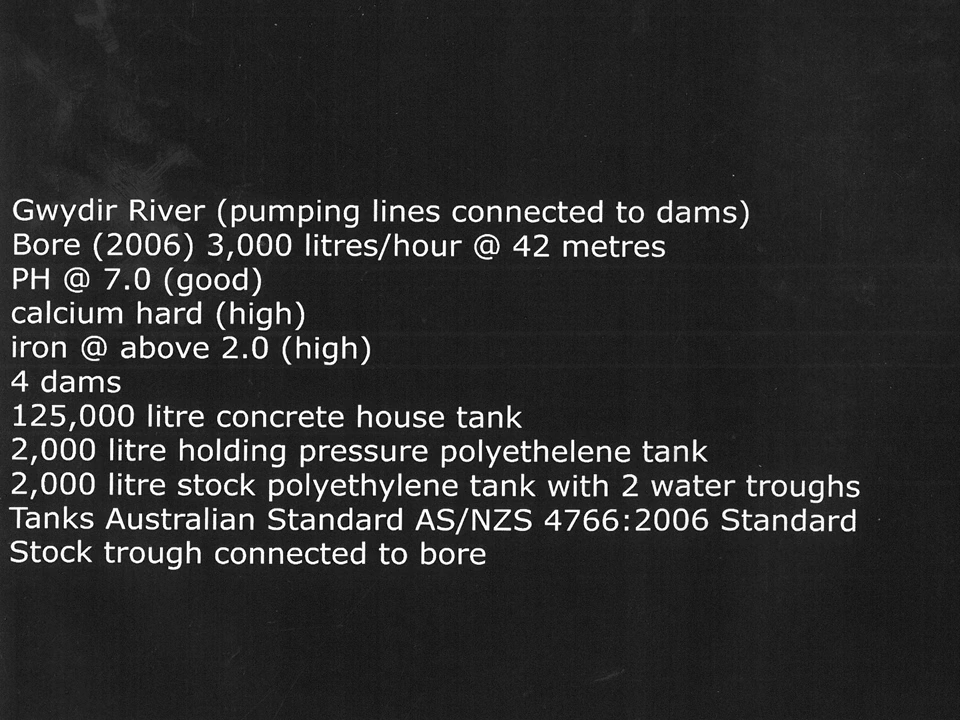 Gwydir River (pumping lines connected to dams)
Bore (2006) 3,000 litres/hour @ 42 metres
PH @ 7.0 (good)
calcium hard (high)
iron @ above 2.0 (high)
4 dams
125,000 litre concrete house tank
2,000 litre holding pressure polyethelene tank
2,000 litre stock polyethylene tank with 2 water troughs
Tanks Australian Standard AS/NZS 4766:2006 Standard
Stock trough connected to bore